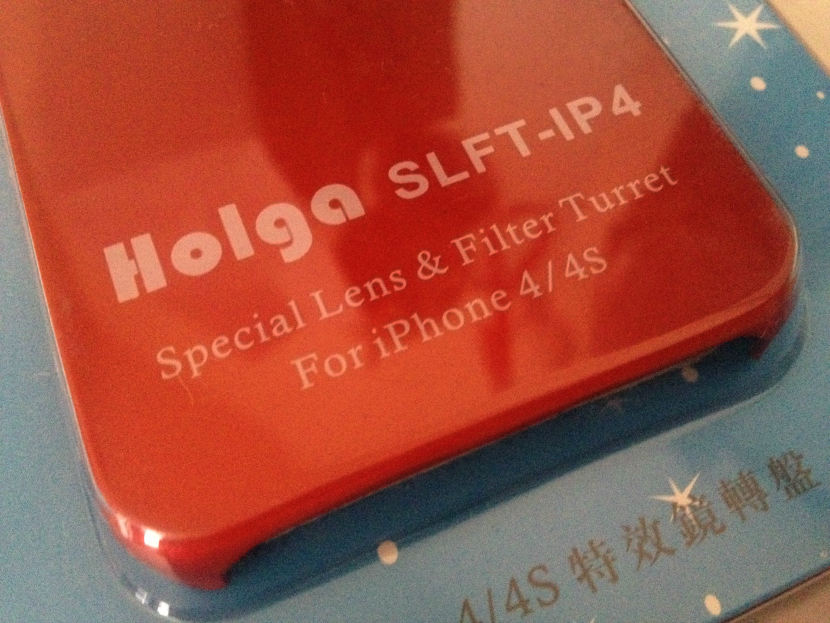 Holga SLFT-IP4
Special Lens & Filter Turret
For iPhone 4/4S
4/4S 特效鏡轉盤